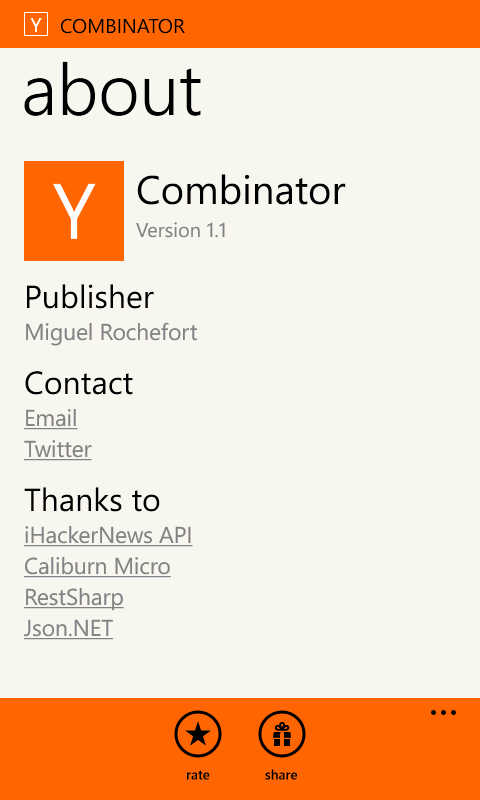 Y COMBINATOR
about
Y
Combinator
Version 1.1
Publisher
Miguel Rochefort
Contact
Email
Twitter
Thanks to
iHackerNews API
Caliburn Micro
RestSharp
Json.NET
rate share